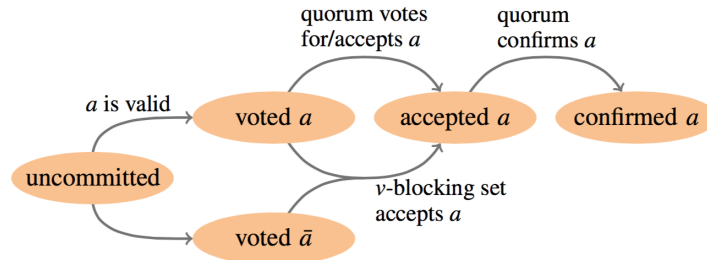 quorum votes
for/accepts a
quorum
confirms a
a is valid
voted a
accepted a
confirmed a
uncommitted
v-blocking set
accepts a
voted ā